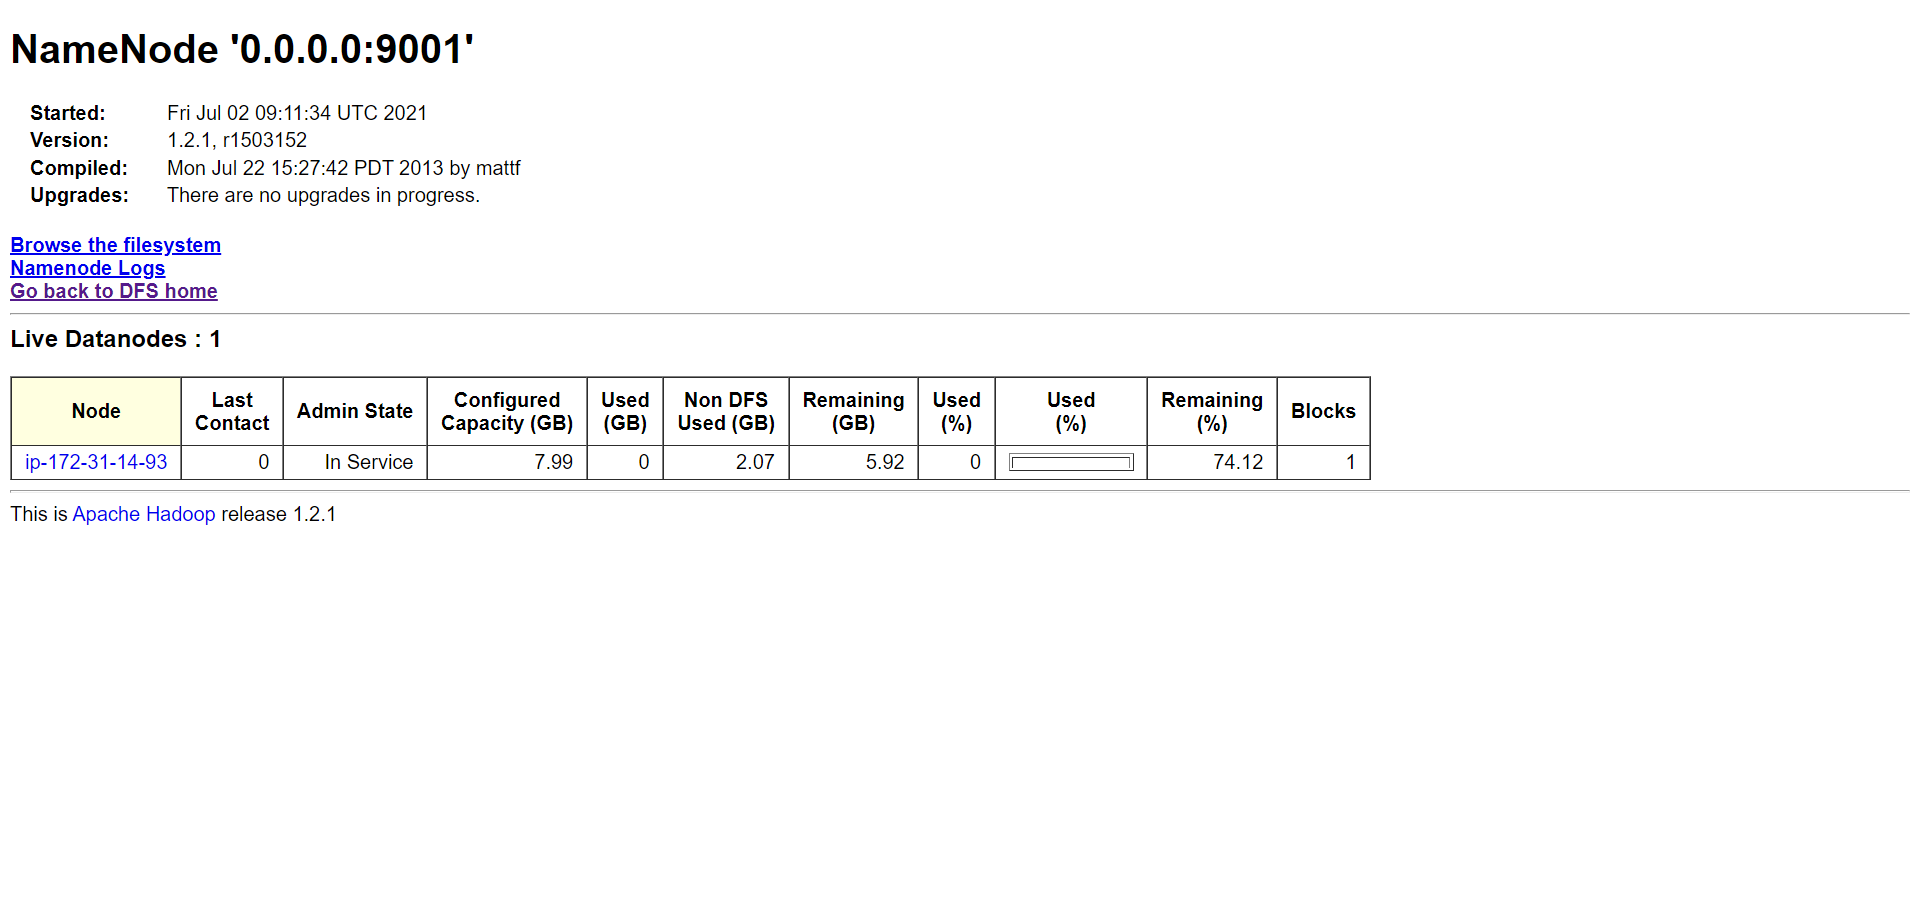 NameNode '0.0.0.0:9001'
Started: Fri Jul 02 09:11:34 UTC 2021
Version: 1.2.1, r1503152
Compiled: Mon Jul 22 15:27:42 PDT 2013 by mattf
Upgrades: There are no upgrades in progress.
Browse the filesystem
Namenode Logs
Go back to DFS home
Live Datanodes : 1
Node Last Contact Admin State Configured Capacity (GB) Used (GB) Non DFS Used (GB) Remaining (GB) Used (%) Used (%) Remaining (%) Blocks
ip-172-31-14-93 0 In Service 7.99 0 2.07 5.92 0 74.12 1
This is Apache Hadoop release 1.2.1